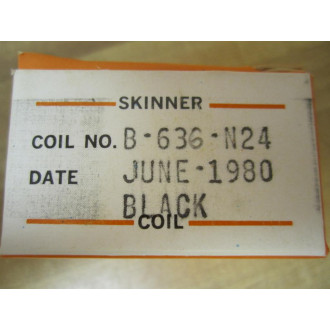 SKINNER
COIL NO. B-636-N24
DATE JUNE-1980
BLACK
COIL